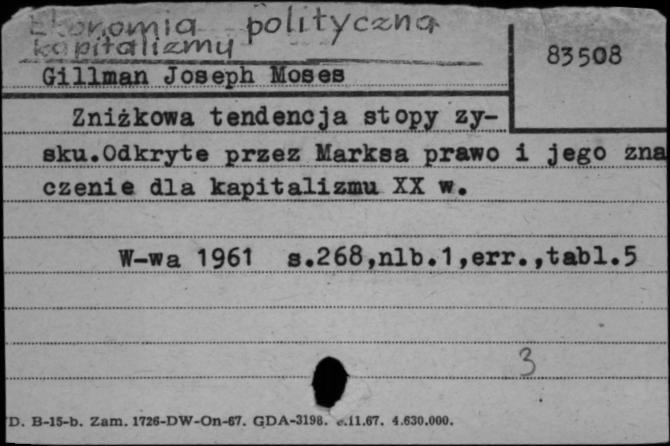 Ekonomia polityczna
kapitalizmu
83508
Gillman Joseph Moses
Zniżkowa tendencja stopy zy-
sku.Odkryte przez Marksa prawo i jego zna
czenie dla kapitalizmu XX w.
W-wa 1961 s.268,nlb.1,err.,tabl.5
3
D. B-15-b. Zam. 1726-DW-On-67. GDA-3198. 11.67. 4.630.000.